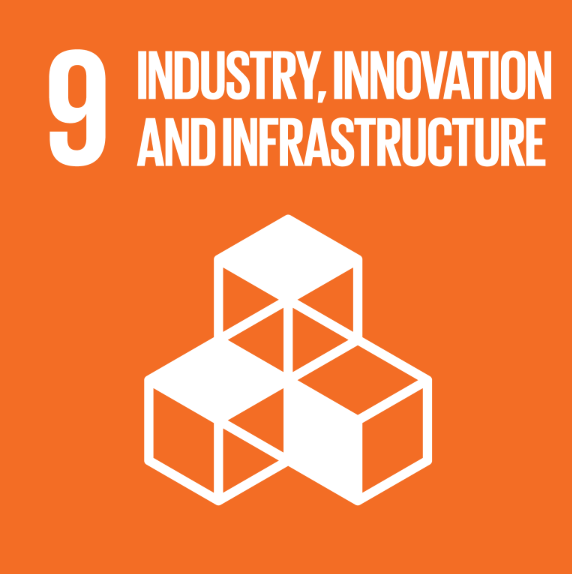 9 INDUSTRY, INNOVATION
AND INFRASTRUCTURE